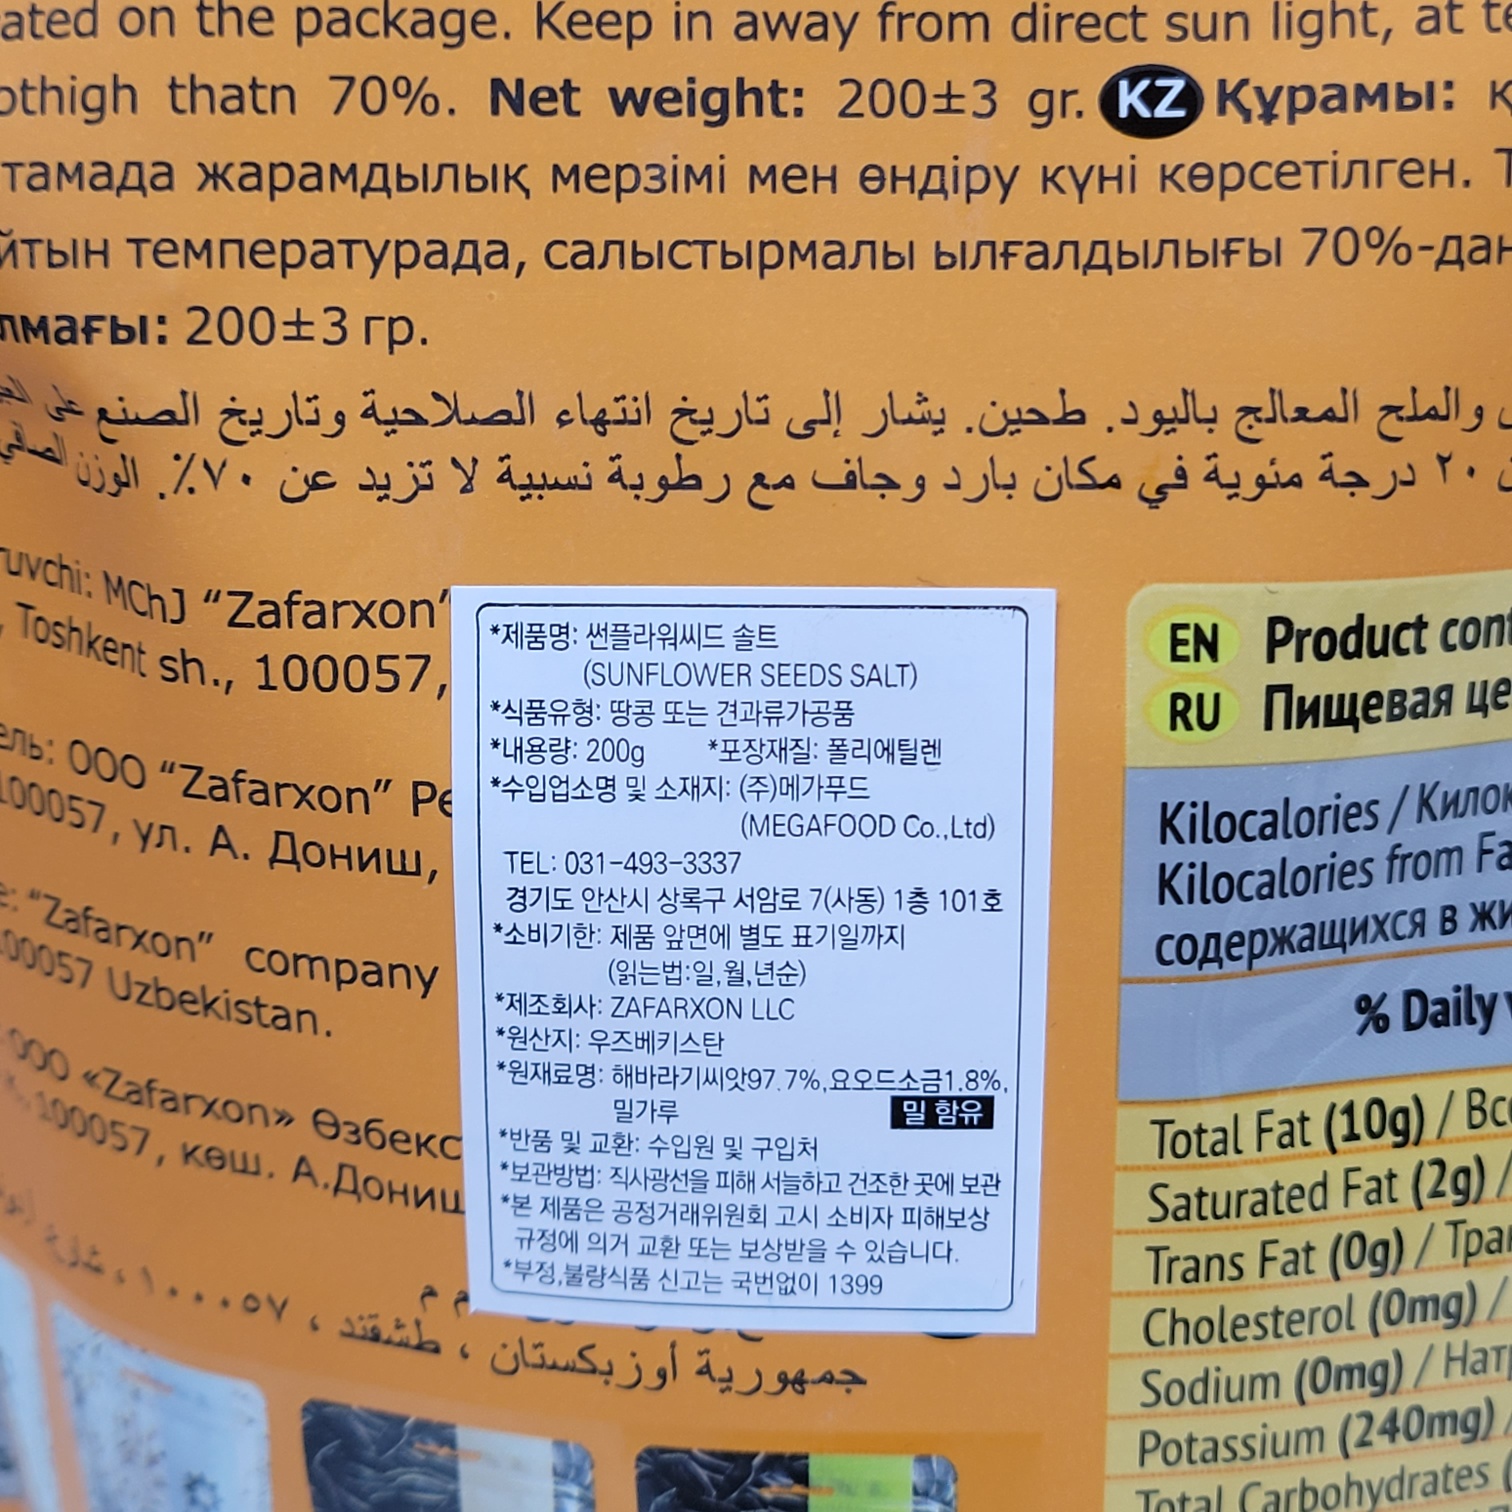 ated on the package. Keep in away from direct sun light, at
othigh thatn 70%. Net weight: 200±3 gr. KZ Құрамы:
тамада жарамдылық мерзімі мен өндіру күні көрсетілген.
йтын температурада, салыстырмалы ылғалдылығы 70%-дан
лмағы: 200±3 гр.
والملح المعالج باليود. طحين. يشار إلى تاريخ انتهاء الصلاحية وتاريخ الصنع على
٢٠ درجة مئوية في مكان بارد وجاف مع رطوبة نسبية لا تزيد عن ٧٠٪. الوزن الصافي
ruvchi: MChJ “Zafarxon”
, Toshkent sh., 100057,
ель: ООО “Zafarxon”
100057, ул. А. Дониш,
“Zafarxon” company
00057 Uzbekistan.
ООО «Zafarxon» Өзбекс
100057, көш. А.Дониш
١٠٠٠٥٧ ، طشقند ،
جمهورية أوزبكستان
*제품명: 썬플라워씨드 솔트
(SUNFLOWER SEEDS SALT)
*식품유형: 땅콩 또는 견과류가공품
*내용량: 200g *포장재질: 폴리에틸렌
*수입업소명 및 소재지: (주)메가푸드
(MEGAFOOD Co.,Ltd)
TEL: 031-493-3337
경기도 안산시 상록구 서암로 7(사동) 1층 101호
*소비기한: 제품 앞면에 별도 표기일까지
(읽는법:일,월,년순)
*제조회사: ZAFARXON LLC
*원산지: 우즈베키스탄
*원재료명: 해바라기씨앗97.7%,요오드소금1.8%,
밀가루 밀 함유
*반품 및 교환: 수입원 및 구입처
*보관방법: 직사광선을 피해 서늘하고 건조한 곳에 보관
*본 제품은 공정거래위원회 고시 소비자 피해보상
규정에 의거 교환 또는 보상받을 수 있습니다.
*부정,불량식품 신고는 국번없이 1399
EN Product cont
RU Пищевая це
Kilocalories / Килок
Kilocalories from Fa
содержащихся в жи
% Daily
Total Fat (10g) / Все
Saturated Fat (2g) /
Trans Fat (0g) / Тран
Cholesterol (0mg) /
Sodium (0mg) / Натр
Potassium (240mg) /
Total Carbohydrates (